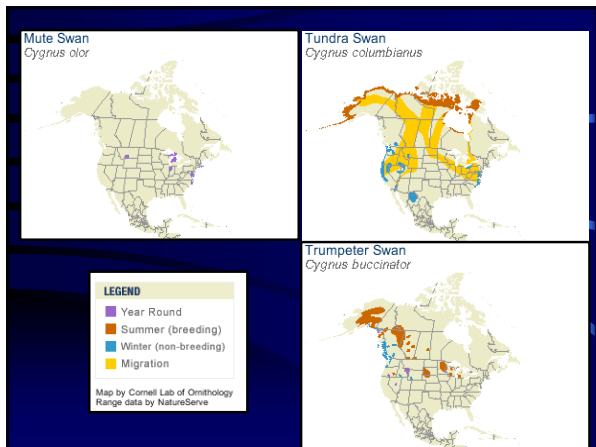 Mute Swan
Cygnus olor
Tundra Swan
Cygnus columbianus
Trumpeter Swan
Cygnus buccinator
LEGEND
Year Round
Summer (breeding)
Winter (non-breeding)
Migration
Map by Cornell Lab of Ornithology
Range data by NatureServe